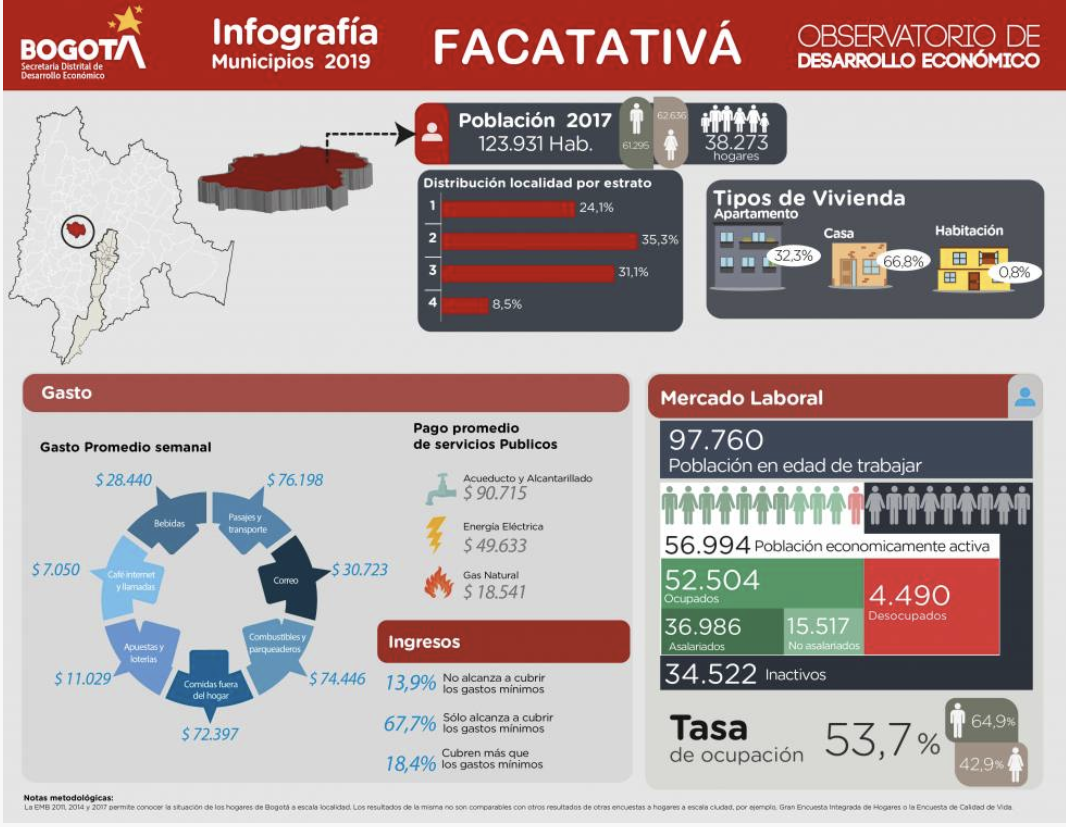 BOGOTÁ
Secretaría Distrital de
Desarrollo Económico
Infografía
Municipios 2019
FACATATIVÁ
OBSERVATORIO DE
DESARROLLO ECONÓMICO
Población 2017
123.931 Hab.
61.295
62.636
38.273
hogares
Distribución localidad por estrato
1
24,1%
2
35,3%
3
31,1%
4
8,5%
Tipos de Vivienda
Apartamento
32,3%
Casa
66,8%
Habitación
0,8%
Gasto
Gasto Promedio semanal
$ 28.440
Bebidas
$ 76.198
Pasajes y
transporte
$ 7.050
Café internet
y llamadas
Correo
$ 30.723
Apuestas y
loterías
$ 11.029
Combustibles y
parqueaderos
$ 74.446
Comidas fuera
del hogar
$ 72.397
Pago promedio
de servicios Publicos
Acueducto y Alcantarillado
$ 90.715
Energía Eléctrica
$ 49.633
Gas Natural
$ 18.541
Ingresos
13,9% No alcanza a cubrir
los gastos mínimos
67,7% Sólo alcanza a cubrir
los gastos mínimos
18,4% Cubren más que
los gastos mínimos
Mercado Laboral
97.760
Población en edad de trabajar
56.994 Población economicamente activa
52.504
Ocupados
4.490
Desocupados
36.986
Asalariados
15.517
No asalariados
34.522 Inactivos
Tasa
de ocupación
53,7 %
64,9%
42,9%
Notas metodológicas:
La EMB 2011, 2014 y 2017 permite conocer la situación de los hogares de Bogotá a escala localidad. Los resultados de la misma no son comparables con otros resultados de otras encuestas a hogares a escala ciudad, por ejemplo, Gran Encuesta Integrada de Hogares o la Encuesta de Calidad de Vida.